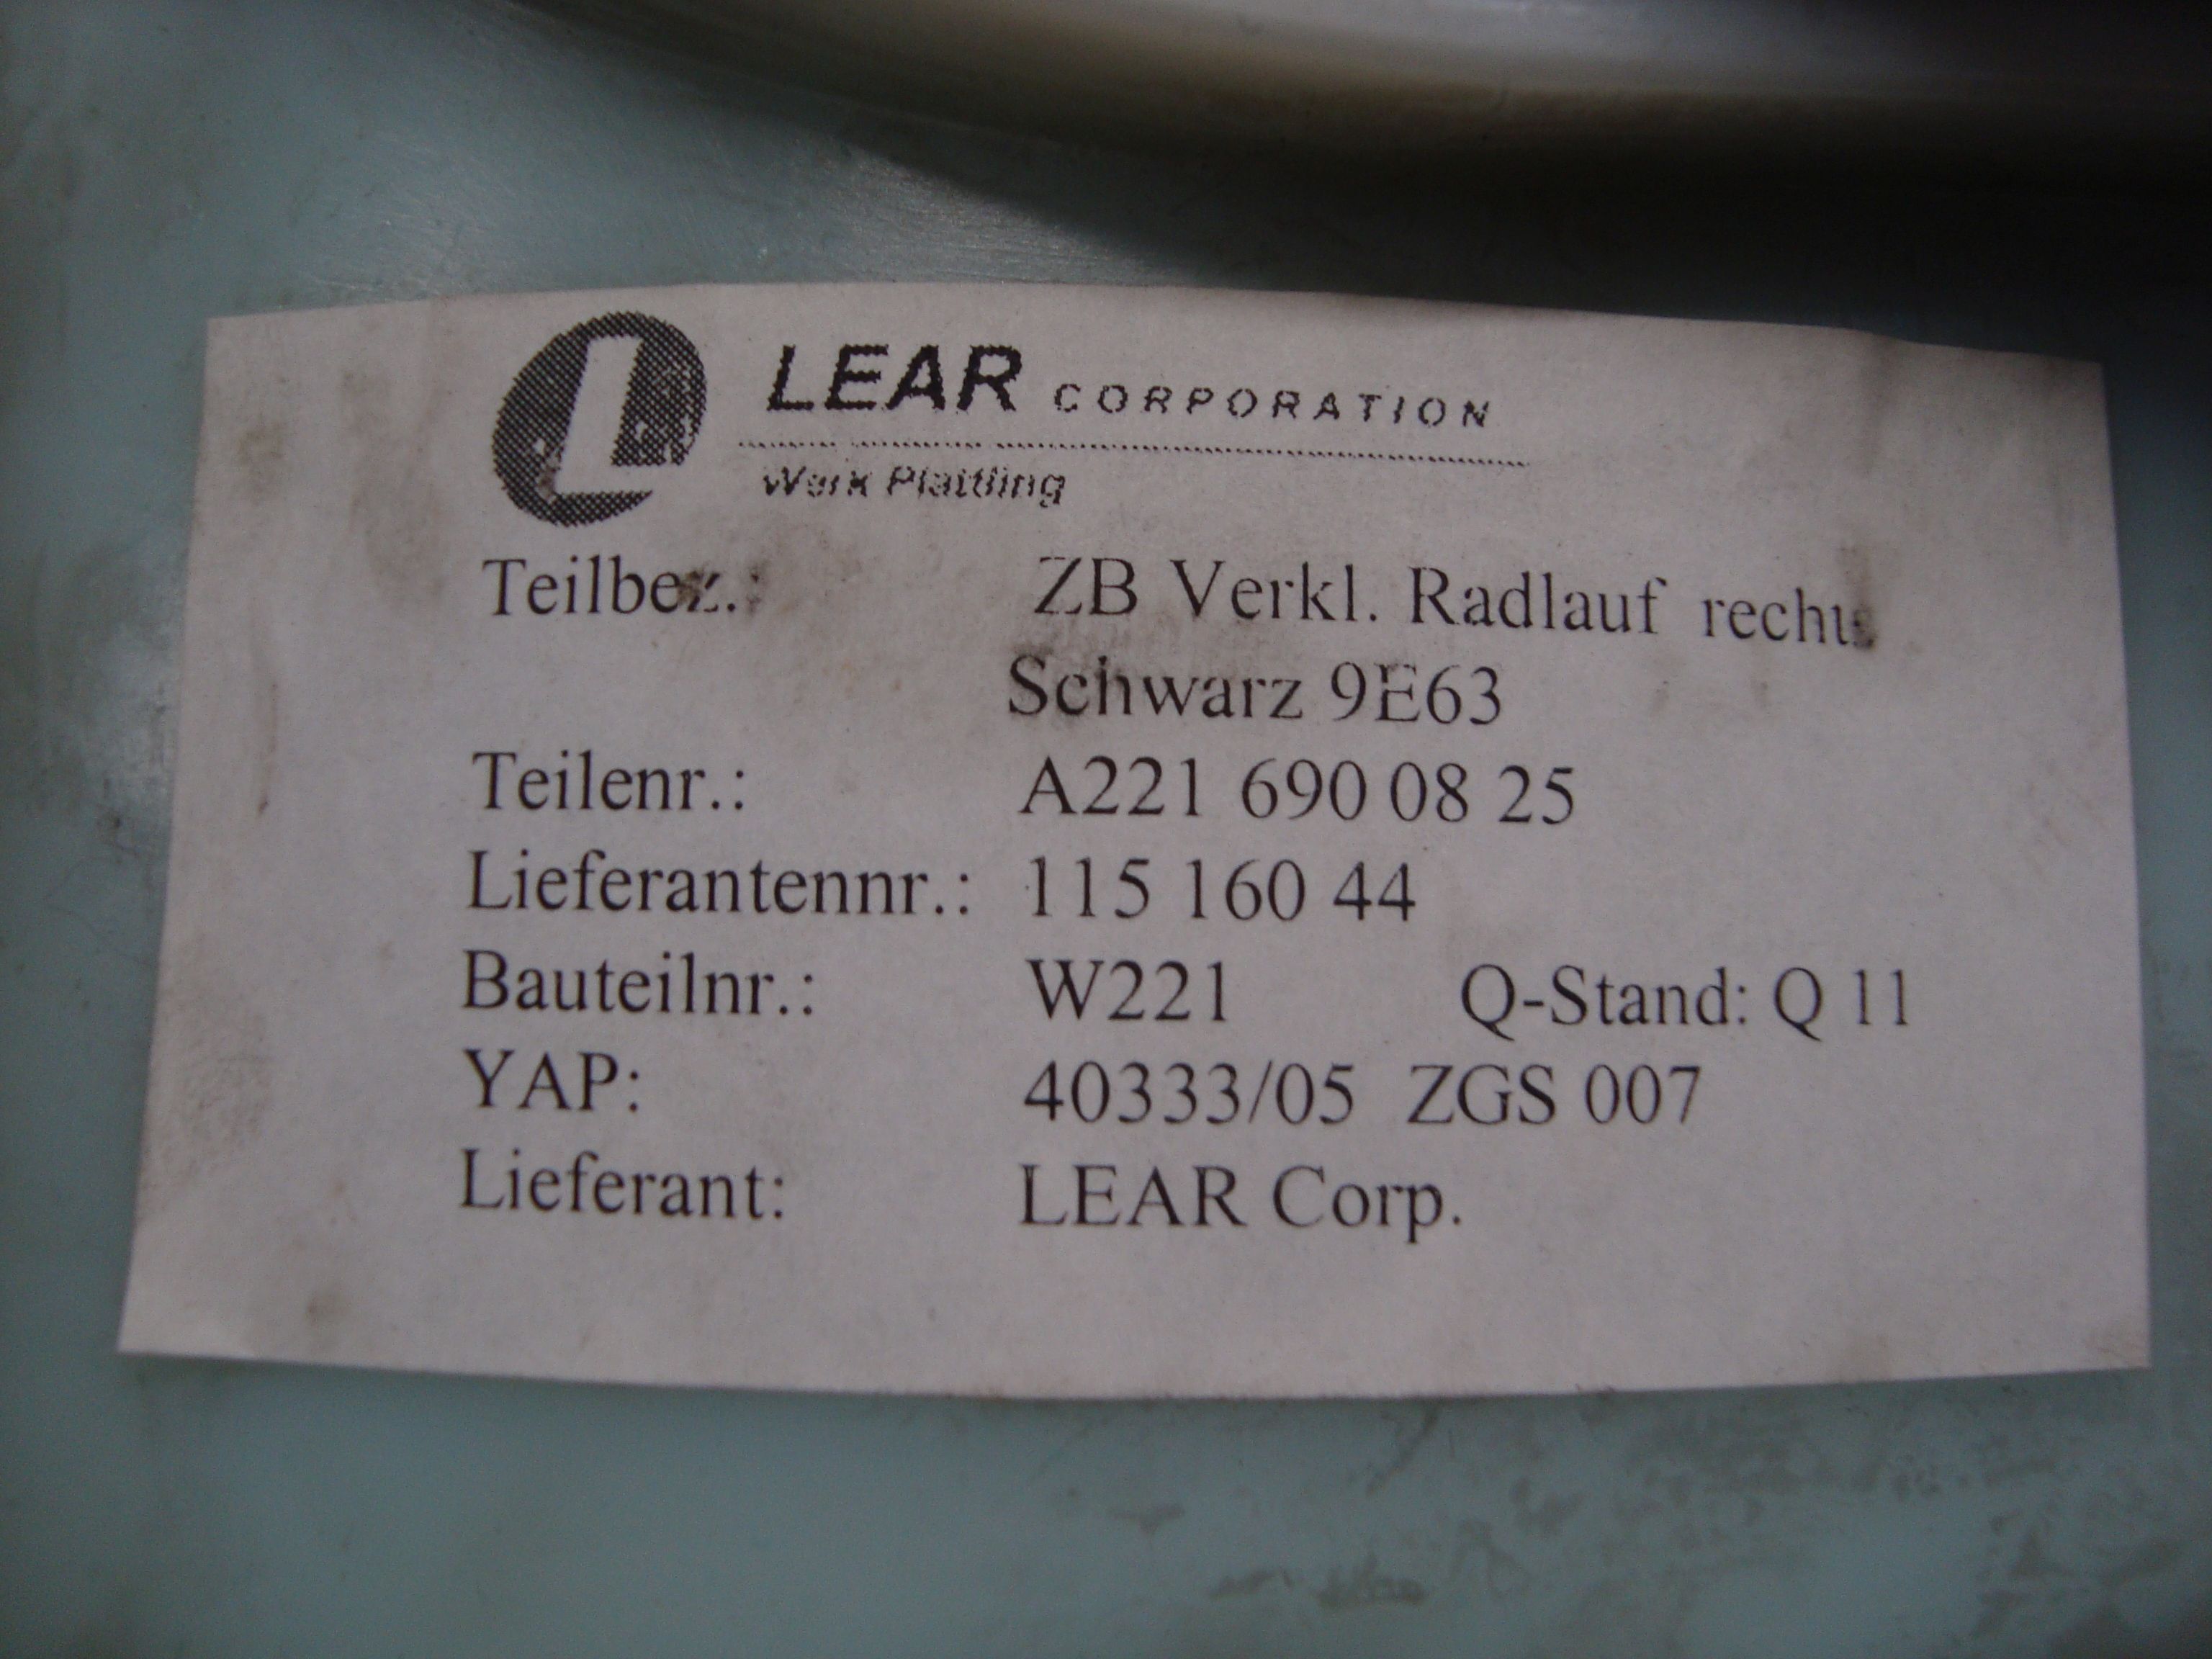 L LEAR CORPORATION
Werk Plattling
Teilbez.: ZB Verkl. Radlauf rechts
Schwarz 9E63
Teilenr.: A221 690 08 25
Lieferantennr.: 115 160 44
Bauteilnr.: W221 Q-Stand: Q 11
YAP: 40333/05 ZGS 007
Lieferant: LEAR Corp.